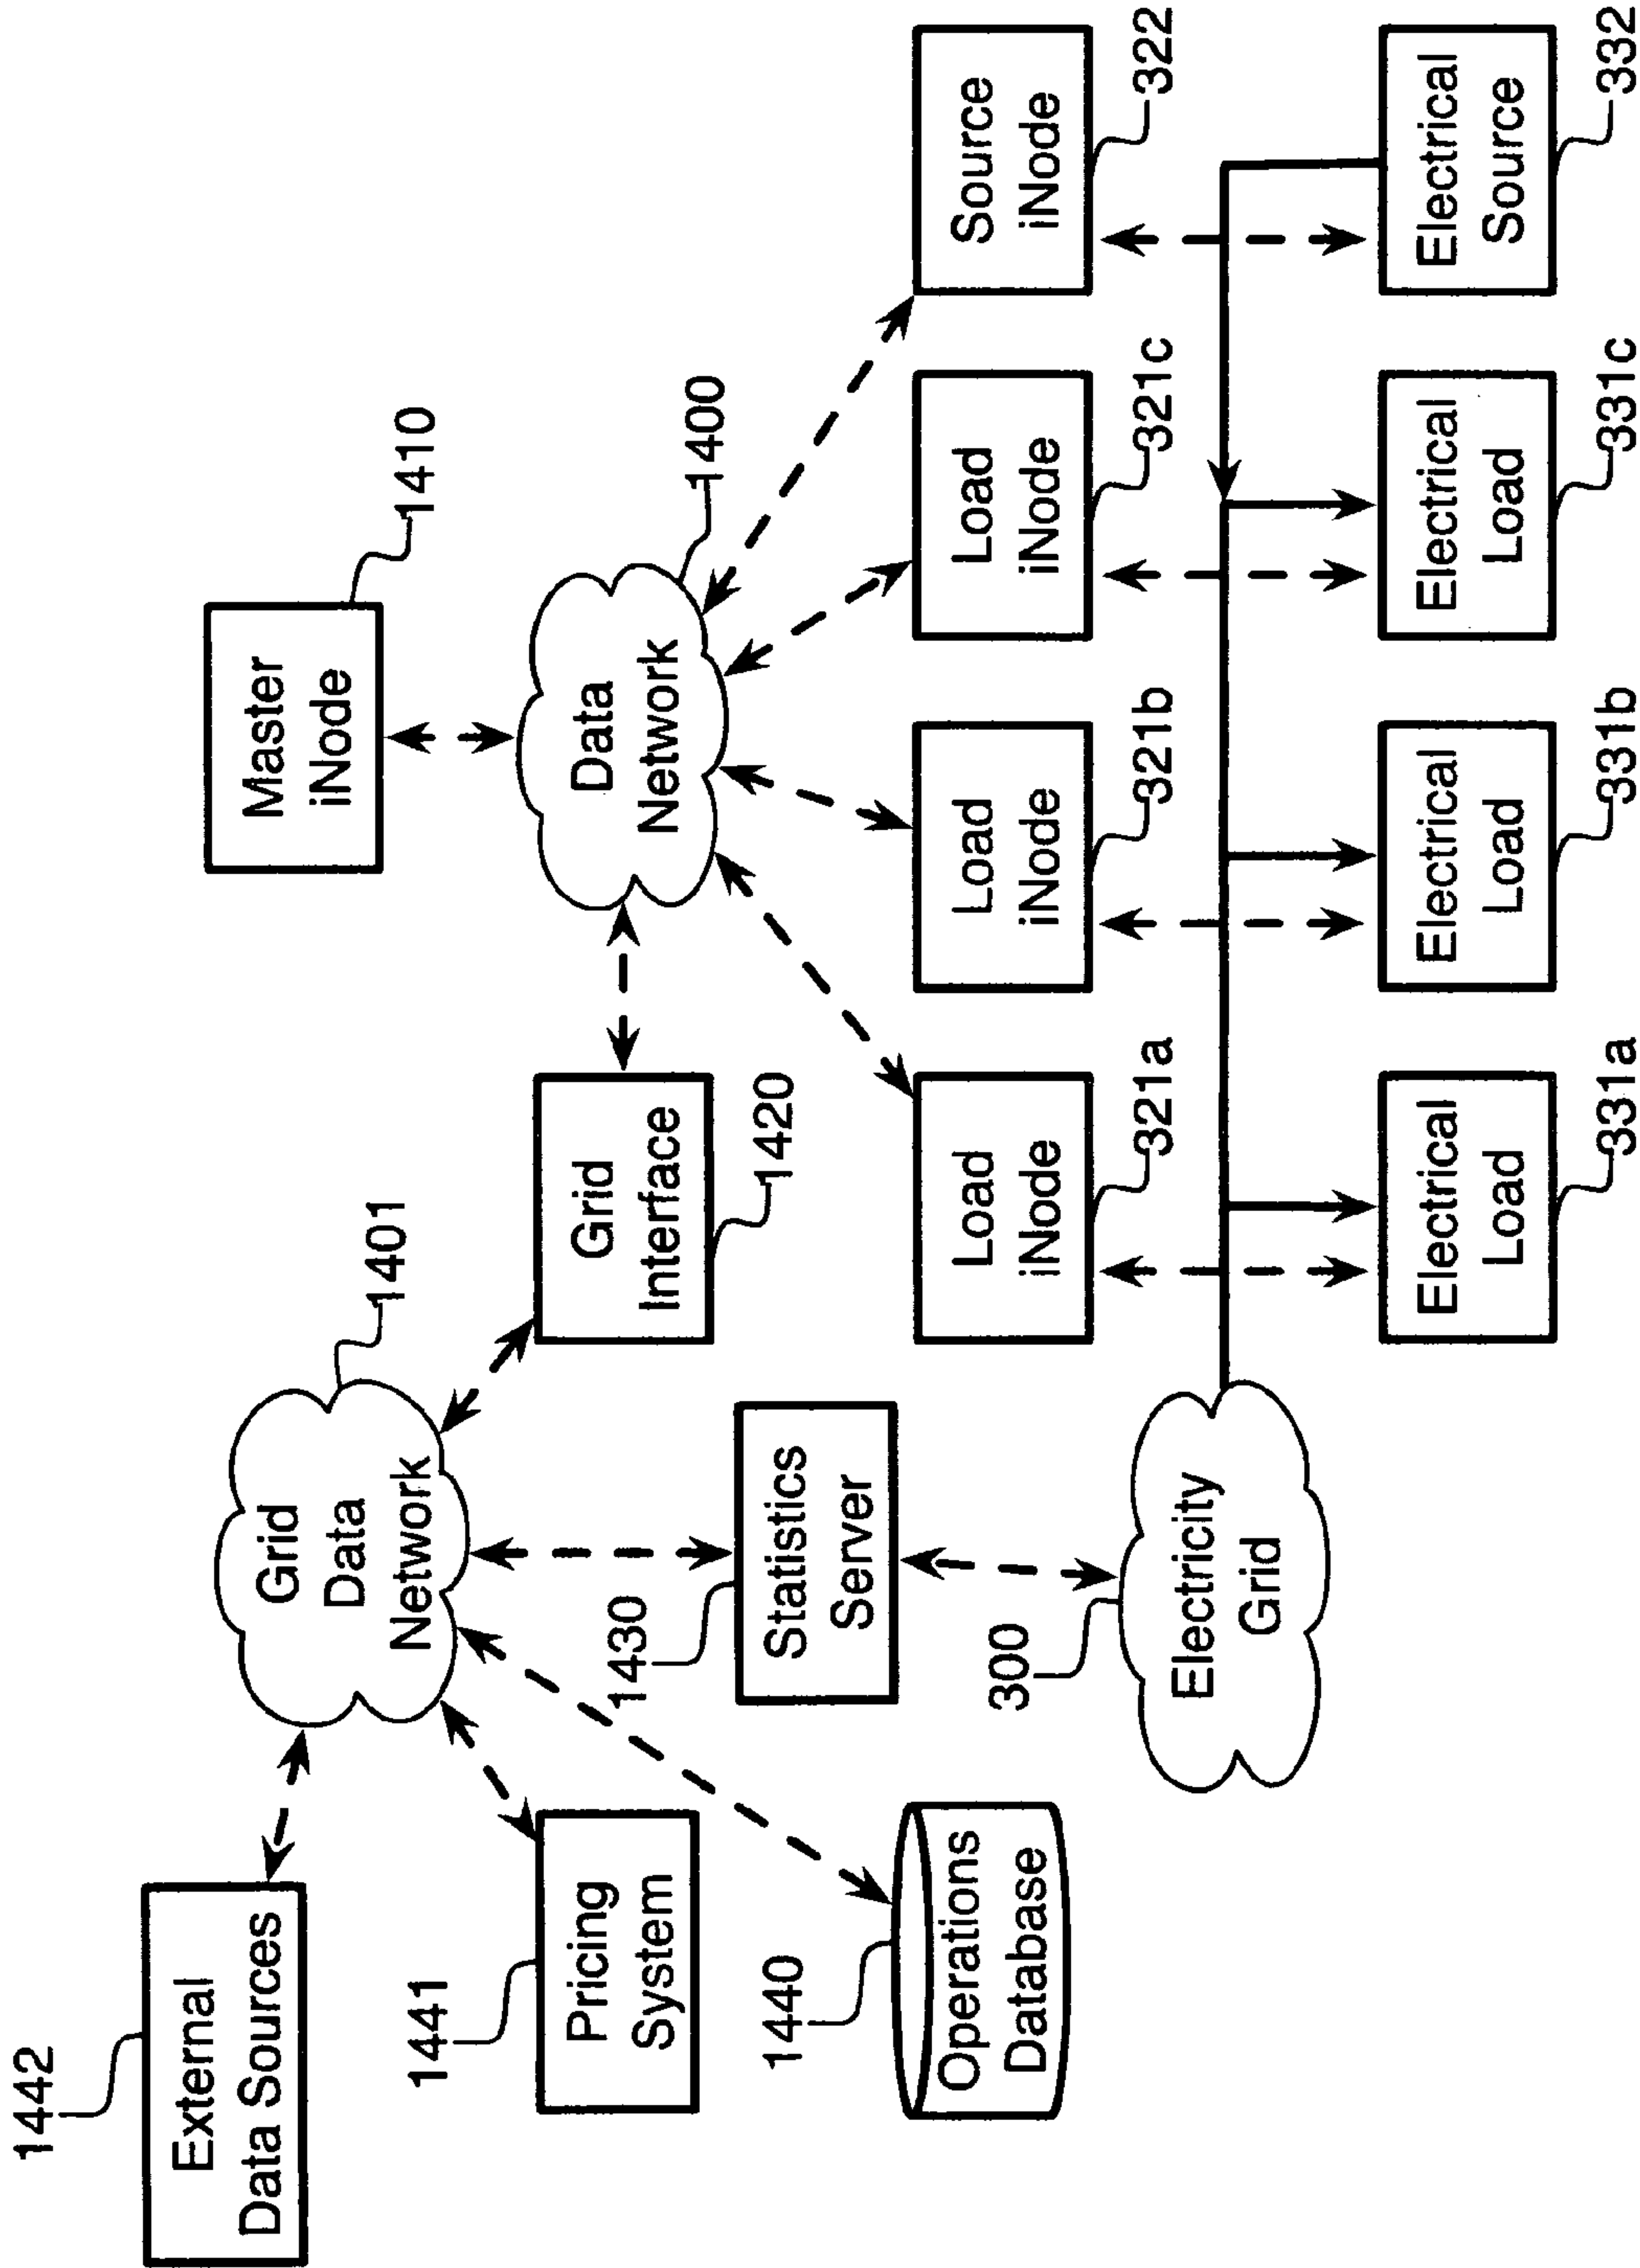 1442
External
Data Sources
1441
Pricing
System
1440
Operations
Database
Grid
Data
Network
1401
1430
Statistics
Server
300
Electricity
Grid
Grid
Interface
1420
Master
iNode
1410
Data
Network
1400
Load
iNode
321a
Load
iNode
321b
Load
iNode
321c
Source
iNode
322
Electrical
Load
331a
Electrical
Load
331b
Electrical
Load
331c
Electrical
Source
332